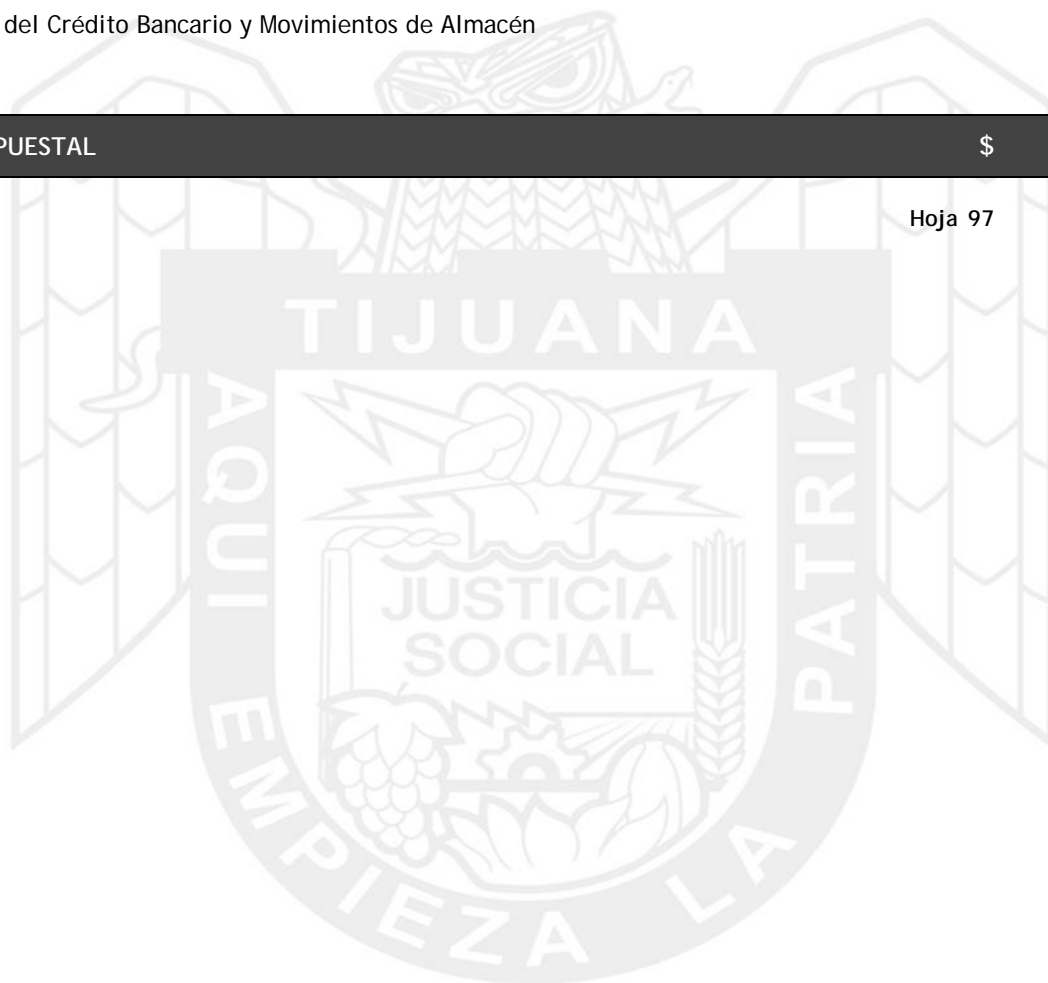 del Crédito Bancario y Movimientos de Almacén
PUESTAL $
Hoja 97
TIJUANA
AQUI EMPIEZA LA PATRIA
JUSTICIA
SOCIAL